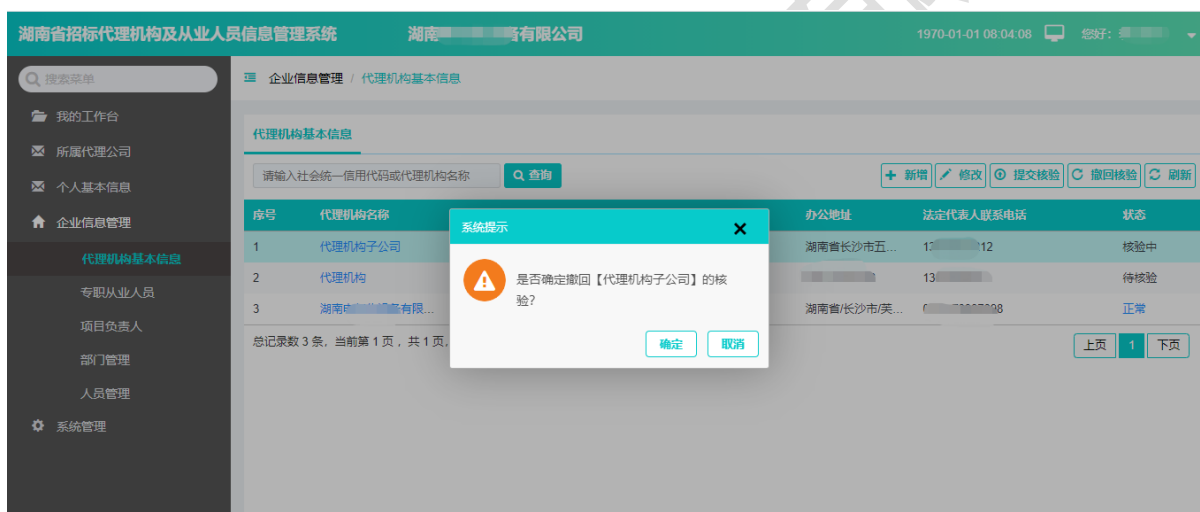 湖南省招标代理机构及从业人员信息管理系统 湖南 有限公司 1970-01-01 08:04:08 您好：
搜索菜单
企业信息管理 / 代理机构基本信息
我的工作台
所属代理公司
个人基本信息
企业信息管理
代理机构基本信息
专职从业人员
项目负责人
部门管理
人员管理
系统管理
代理机构基本信息
请输入社会统一信用代码或代理机构名称 查询 新增 修改 提交核验 撤回核验 刷新
序号 代理机构名称 办公地址 法定代表人联系电话 状态
1 代理机构子公司 湖南省长沙市五... 13 12 核验中
2 代理机构 13 待核验
3 湖南 有限... 湖南省/长沙市/芙... 正常
总记录数 3 条，当前第 1 页 ，共 1 页， 上页 1 下页
系统提示
是否确定撤回【代理机构子公司】的核
验?
确定 取消